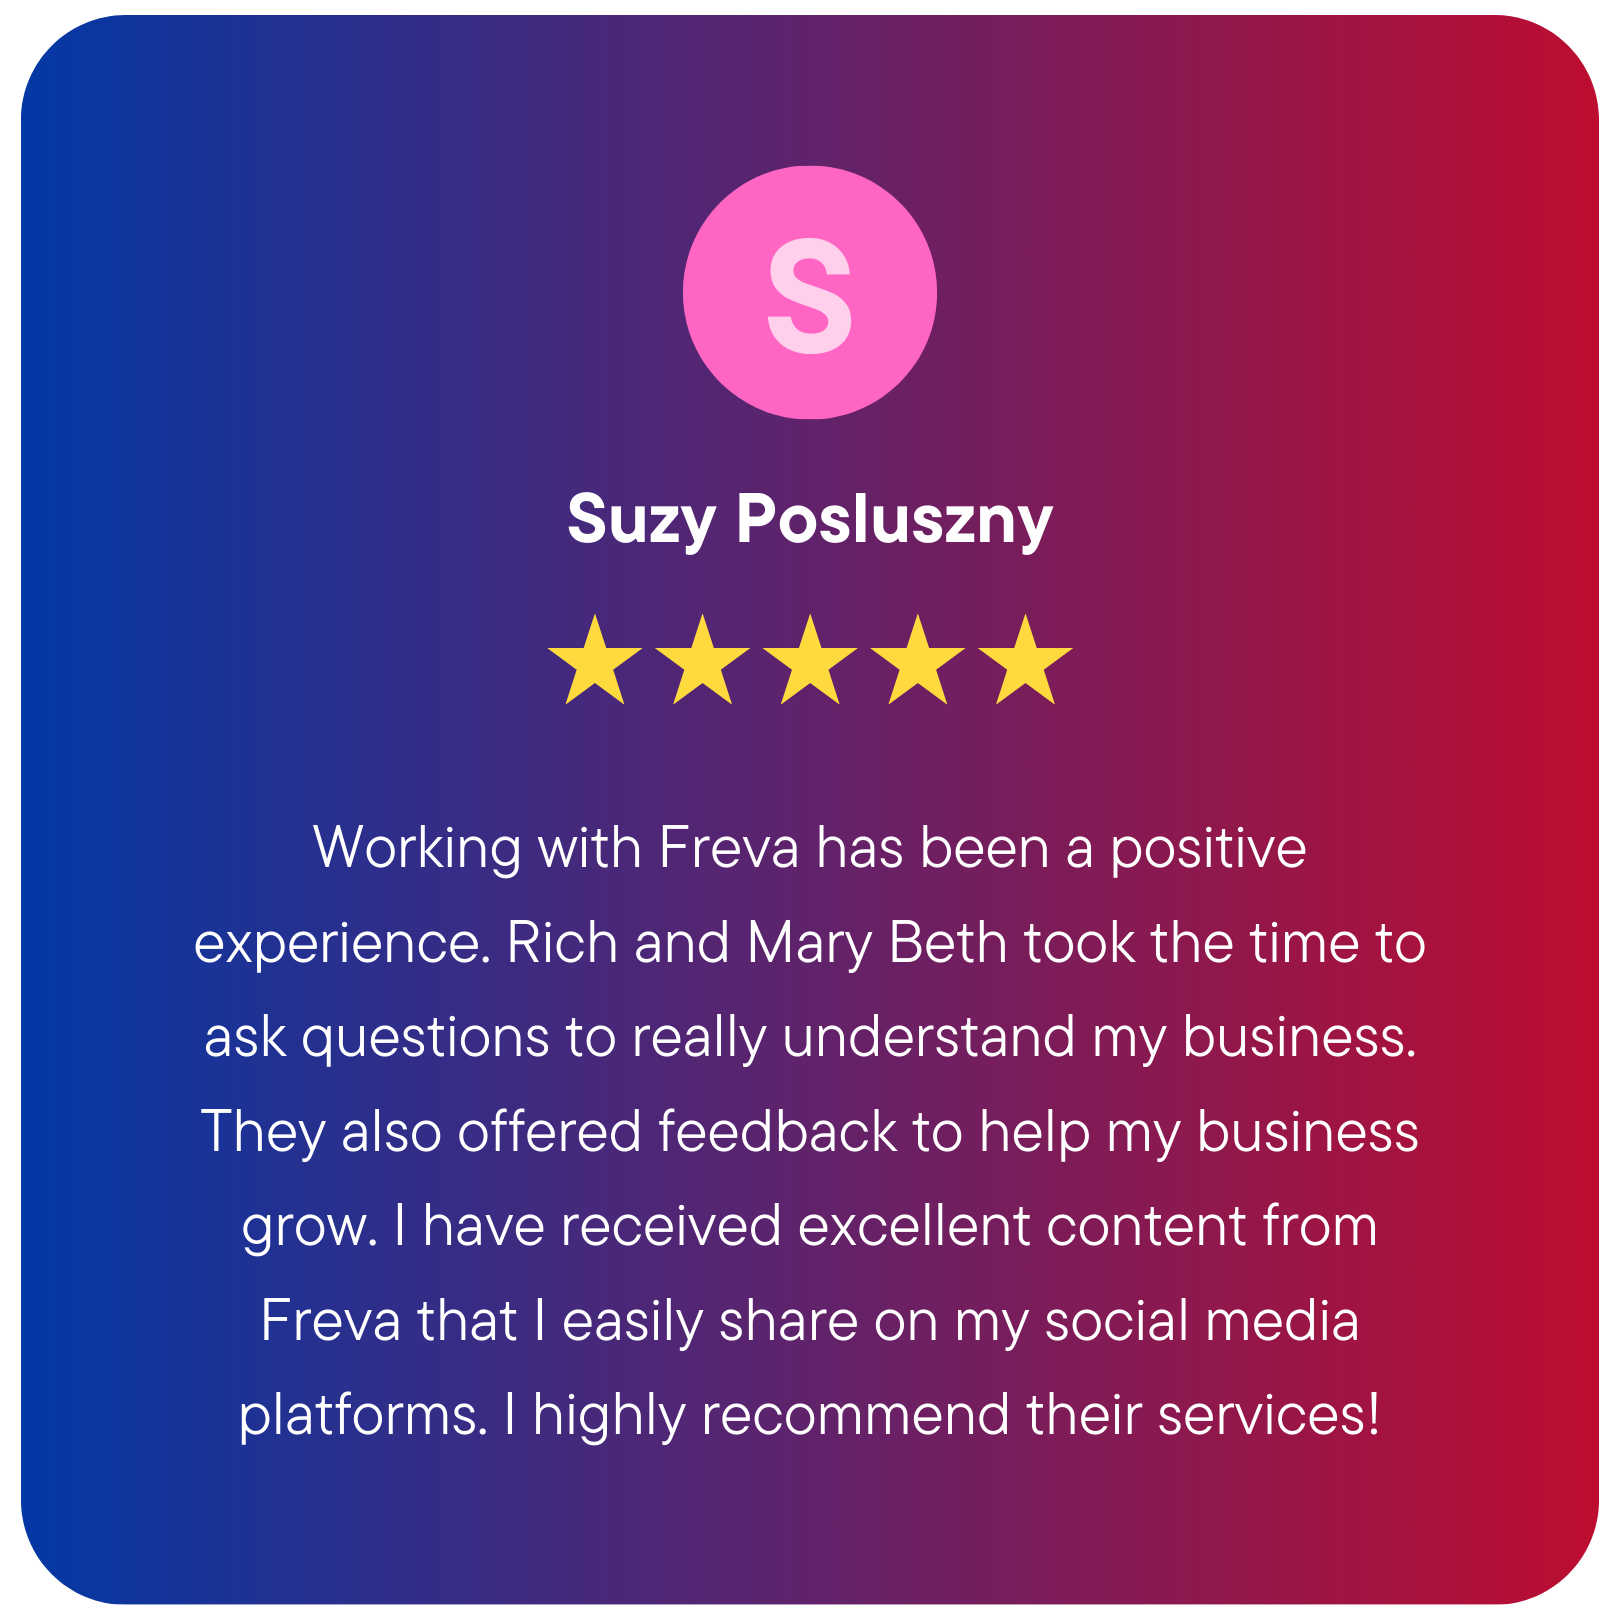 S
Suzy Posluszny
Working with Freva has been a positive
experience. Rich and Mary Beth took the time to
ask questions to really understand my business.
They also offered feedback to help my business
grow. I have received excellent content from
Freva that I easily share on my social media
platforms. I highly recommend their services!